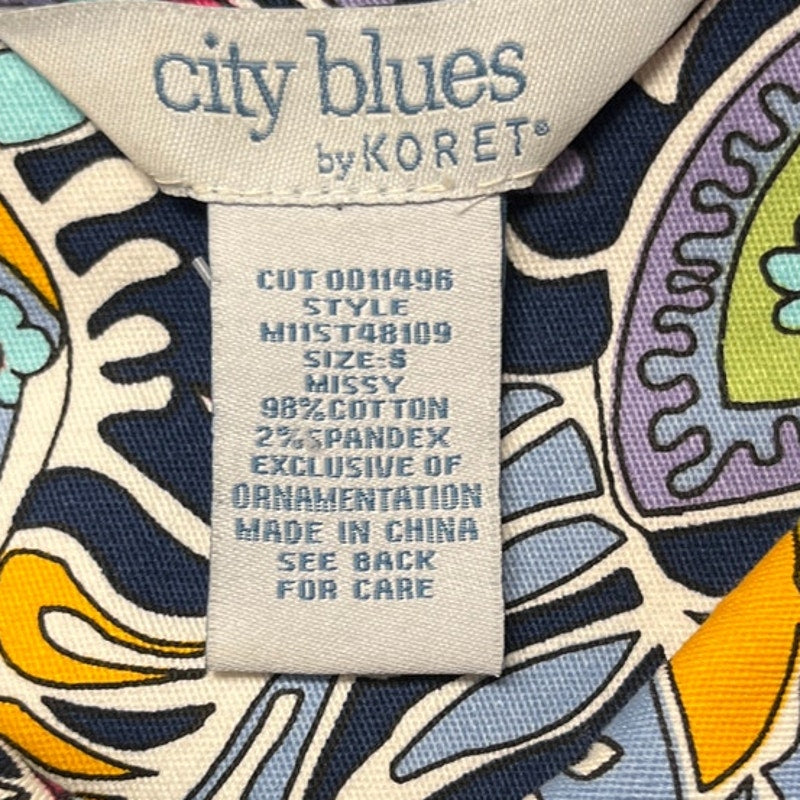 city blues
by KORET®
CUT 0011496
STYLE
M11ST48109
SIZE-S
MISSY
98%COTTON
2%SPANDEX
EXCLUSIVE OF
ORNAMENTATION
MADE IN CHINA
SEE BACK
FOR CARE